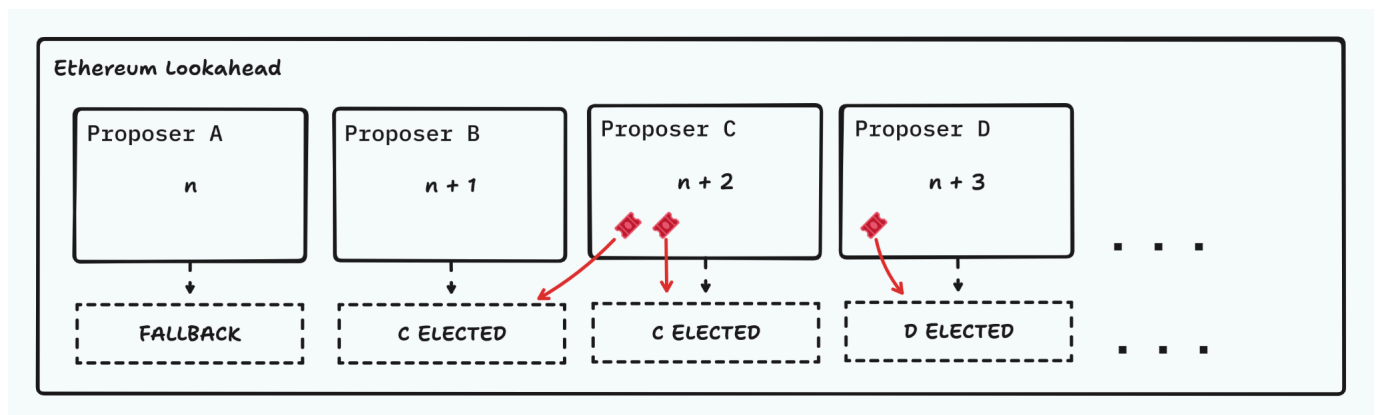 Ethereum Lookahead
Proposer A
n
FALLBACK
Proposer B
n + 1
C ELECTED
Proposer C
n + 2
C ELECTED
Proposer D
n + 3
D ELECTED
. . .
. . .